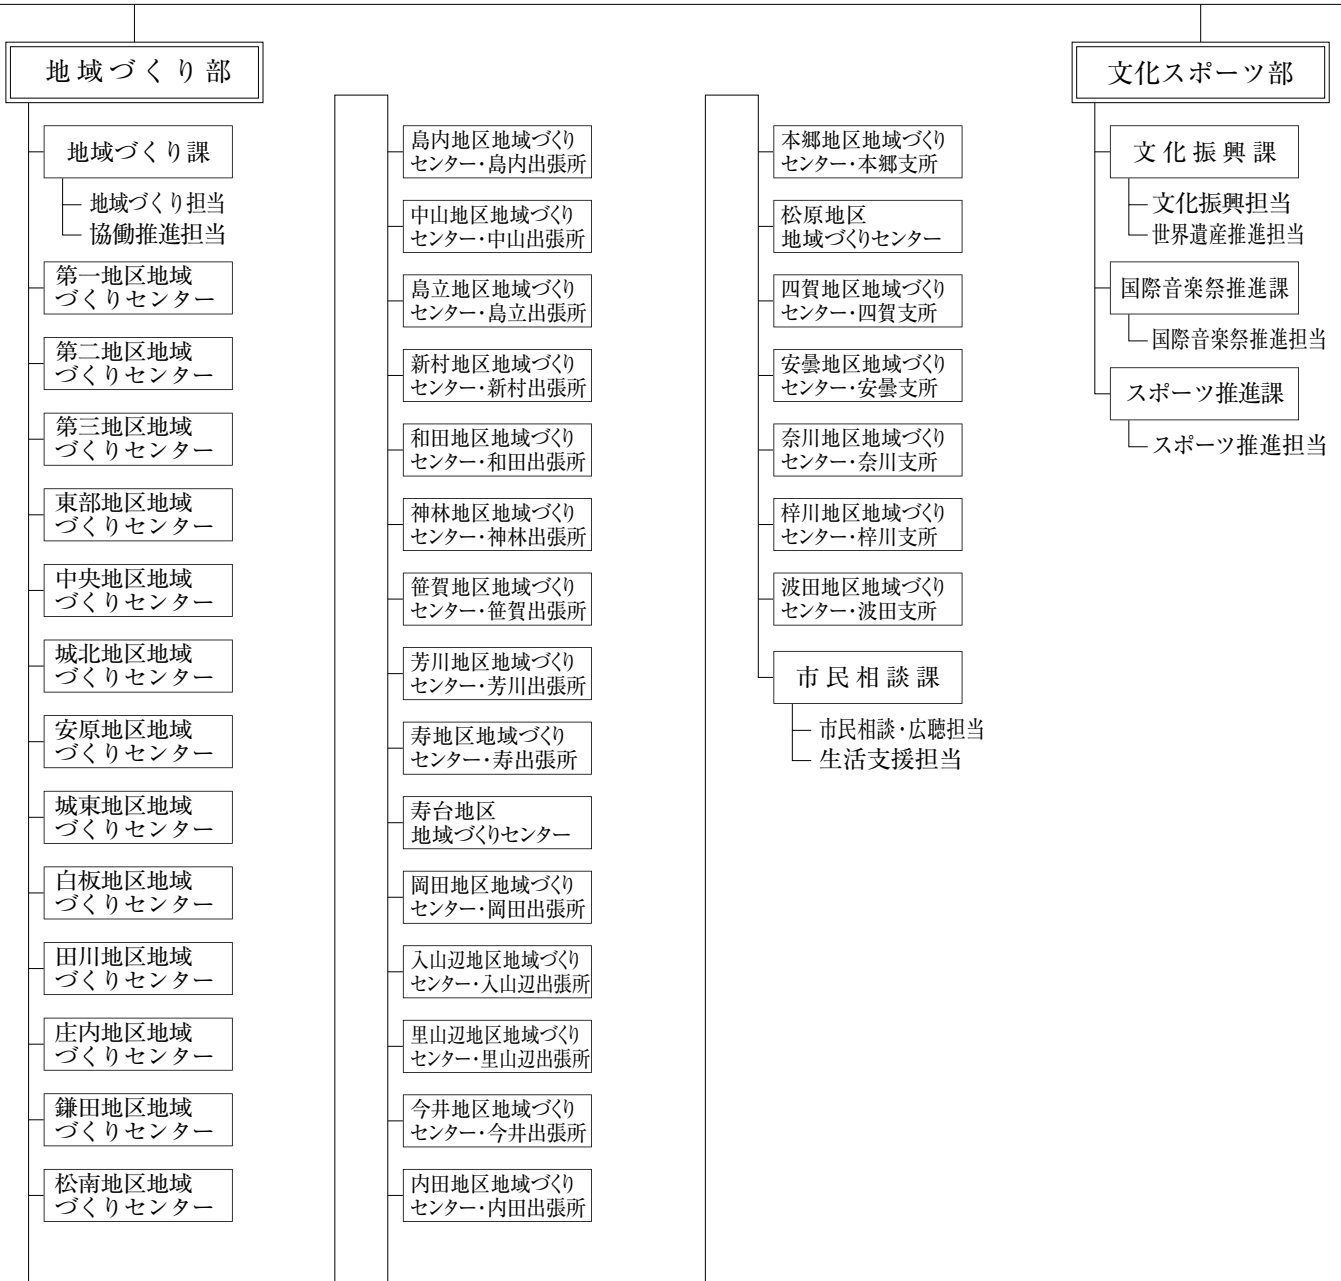 地域づくり部
地域づくり課
地域づくり担当
協働推進担当
第一地区地域
づくりセンター
第二地区地域
づくりセンター
第三地区地域
づくりセンター
東部地区地域
づくりセンター
中央地区地域
づくりセンター
城北地区地域
づくりセンター
安原地区地域
づくりセンター
城東地区地域
づくりセンター
白板地区地域
づくりセンター
田川地区地域
づくりセンター
庄内地区地域
づくりセンター
鎌田地区地域
づくりセンター
松南地区地域
づくりセンター
島内地区地域づくり
センター・島内出張所
中山地区地域づくり
センター・中山出張所
島立地区地域づくり
センター・島立出張所
新村地区地域づくり
センター・新村出張所
和田地区地域づくり
センター・和田出張所
神林地区地域づくり
センター・神林出張所
笹賀地区地域づくり
センター・笹賀出張所
芳川地区地域づくり
センター・芳川出張所
寿地区地域づくり
センター・寿出張所
寿台地区
地域づくりセンター
岡田地区地域づくり
センター・岡田出張所
入山辺地区地域づくり
センター・入山辺出張所
里山辺地区地域づくり
センター・里山辺出張所
今井地区地域づくり
センター・今井出張所
内田地区地域づくり
センター・内田出張所
本郷地区地域づくり
センター・本郷支所
松原地区
地域づくりセンター
四賀地区地域づくり
センター・四賀支所
安曇地区地域づくり
センター・安曇支所
奈川地区地域づくり
センター・奈川支所
梓川地区地域づくり
センター・梓川支所
波田地区地域づくり
センター・波田支所
市民相談課
市民相談・広聴担当
生活支援担当
文化スポーツ部
文化振興課
文化振興担当
世界遺産推進担当
国際音楽祭推進課
国際音楽祭推進担当
スポーツ推進課
スポーツ推進担当